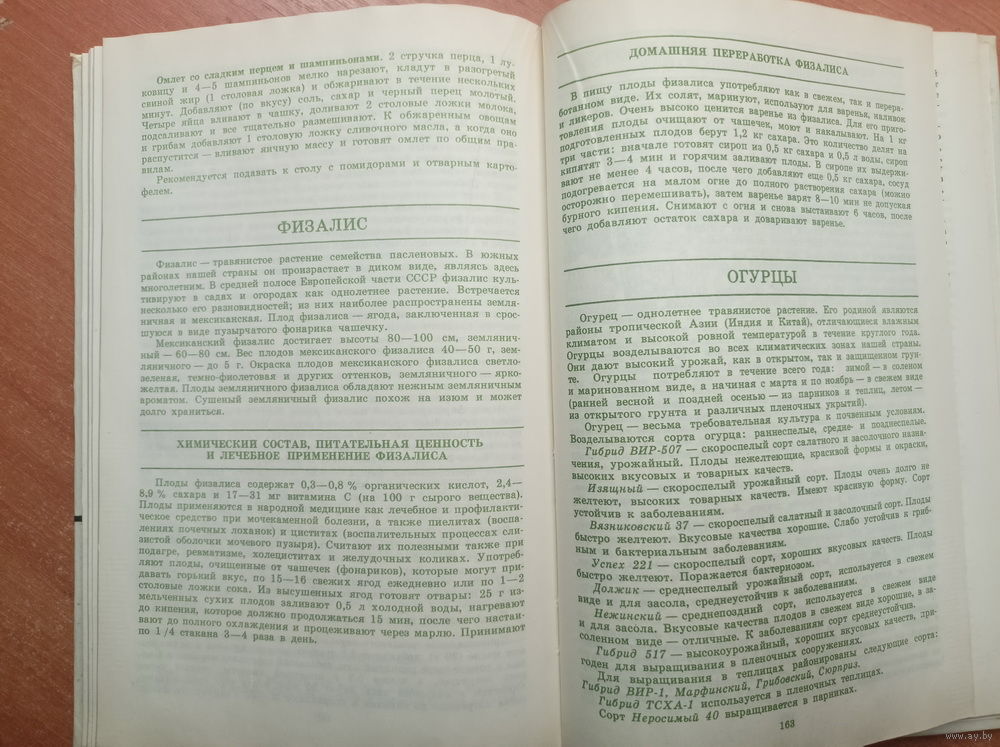 Омлет со сладким перцем и шампиньонами. 2 стручка перца, 1 лу-
ковицу и 4—5 шампиньонов мелко нарезают, кладут в разогретый
свиной жир (1 столовая ложка) и обжаривают в течение нескольких
минут. Добавляют (по вкусу) соль, сахар и черный перец молотый.
Четыре яйца вливают в чашку, доливают 2 столовые ложки молока,
подсаливают и все тщательно размешивают. К обжаренным овощам
и грибам добавляют 1 столовую ложку сливочного масла, а когда оно
распустится — вливают яичную массу и готовят омлет по общим пра-
вилам.
Рекомендуется подавать к столу с помидорами и отварным карто-
фелем.
ФИЗАЛИС
Физалис — травянистое растение семейства пасленовых. В южных
районах нашей страны он произрастает в диком виде, являясь здесь
многолетним. В средней полосе Европейской части СССР физалис куль-
тивируют в садах и огородах как однолетнее растение. Встречается
несколько его разновидностей; из них наиболее распространены земля-
ничная и мексиканская. Плод физалиса — ягода, заключенная в срос-
шуюся в виде пузырчатого фонарика чашечку.
Мексиканский физалис достигает высоты 80—100 см, землянич-
ный — 60—80 см. Вес плодов мексиканского физалиса 40—50 г, зем-
ляничного — до 5 г. Окраска плодов мексиканского физалиса светло-
зеленая, темно-фиолетовая и других оттенков, земляничного — ярко-
желтая. Плоды земляничного физалиса обладают нежным земляничным
ароматом. Сушеный земляничный физалис похож на изюм и может
долго храниться.
ХИМИЧЕСКИЙ СОСТАВ, ПИТАТЕЛЬНАЯ ЦЕННОСТЬ
И ЛЕЧЕБНОЕ ПРИМЕНЕНИЕ ФИЗАЛИСА
Плоды физалиса содержат 0,3—0,8 % органических кислот, 2,4—
8,9 % сахара и 17—31 мг витамина С (на 100 г сырого вещества).
Плоды применяются в народной медицине как лечебное и профилакти-
ческое средство при мочекаменной болезни, а также пиелитах (воспа-
лениях почечных лоханок) и циститах (воспалительных процессах сли-
зистой оболочки мочевого пузыря). Считают их полезными также при
подагре, ревматизме, холециститах и желудочных коликах. Употреб-
ляют плоды, очищенные от чашечек (фонариков), которые могут при-
давать горький вкус, по 15—16 свежих ягод ежедневно или по 1—2
столовые ложки сока. Из высушенных ягод готовят отвары: 25 г из-
мельченных сухих плодов заливают 0,5 л холодной воды, нагревают
до кипения, которое должно продолжаться 15 мин, после чего настаи-
вают до полного охлаждения и процеживают через марлю. Принимают
по 1/4 стакана 3—4 раза в день.
ДОМАШНЯЯ ПЕРЕРАБОТКА ФИЗАЛИСА
В пищу плоды физалиса употребляют как в свежем, так и перера-
ботанном виде. Их солят, маринуют, используют для варенья, наливок
и ликеров. Очень высоко ценится варенье из физалиса. Для его приго-
товления плоды очищают от чашечек, моют и накалывают. На 1 кг
подготовленных плодов берут 1,2 кг сахара. Это количество делят на
три части: вначале готовят сироп из 0,5 кг сахара и 0,5 л воды, сироп
кипятят 3—4 мин и горячим заливают плоды. В сиропе их выдержи-
вают не менее 4 часов, после чего добавляют еще 0,5 кг сахара, сосуд
подогревается на малом огне до полного растворения сахара (можно
осторожно перемешивать), затем варенье варят 8—10 мин не допуская
бурного кипения. Снимают с огня и снова выстаивают 6 часов, после
чего добавляют остаток сахара и доваривают варенье.
ОГУРЦЫ
Огурец — однолетнее травянистое растение. Его родиной являются
районы тропической Азии (Индия и Китай), отличающиеся влажным
климатом и высокой ровной температурой в течение круглого года.
Огурцы возделываются во всех климатических зонах нашей страны.
Они дают высокий урожай, как в открытом, так и защищенном грун-
те. Огурцы потребляют в течение всего года: зимой — в соленом
и маринованном виде, а начиная с марта и по ноябрь — в свежем виде
(ранней весной и поздней осенью — из парников и теплиц, летом —
из открытого грунта и различных пленочных укрытий).
Огурец — весьма требовательная культура к почвенным условиям.
Возделываются сорта огурца: раннеспелые, средне- и позднеспелые.
Гибрид ВИР-507 — скороспелый сорт салатного и засолочного назна-
чения, урожайный. Плоды нежелтеющие, красивой формы и окраски,
высоких вкусовых и товарных качеств.
Изящный — скороспелый урожайный сорт. Плоды очень долго не
желтеют, высоких товарных качеств. Имеют красивую форму. Сорт
устойчив к заболеваниям.
Вязниковский 37 — скороспелый салатный и засолочный сорт. Плоды
быстро желтеют. Вкусовые качества хорошие. Слабо устойчив к гриб-
ным и бактериальным заболеваниям.
Успех 221 — скороспелый сорт, хороших вкусовых качеств. Плоды
быстро желтеют. Поражается бактериозом.
Должик — среднеспелый урожайный сорт, используется в свежем
виде и для засола, среднеустойчив к заболеваниям.
Нежинский — среднепоздний сорт, используется в свежем виде
и для засола. Вкусовые качества плодов в свежем виде хорошие, в за-
соленном виде — отличные. К заболеваниям сорт среднеустойчив.
Гибрид 517 — высокоурожайный, хороших вкусовых качеств, при-
годен для выращивания в пленочных сооружениях.
Для выращивания в теплицах районированы следующие сорта:
Гибрид ВИР-1, Марфинский, Грибовский, Сюрприз.
Гибрид ТСХА-1 используется в пленочных теплицах.
Сорт Неросимый 40 выращивается в парниках.
163
www.ay.by